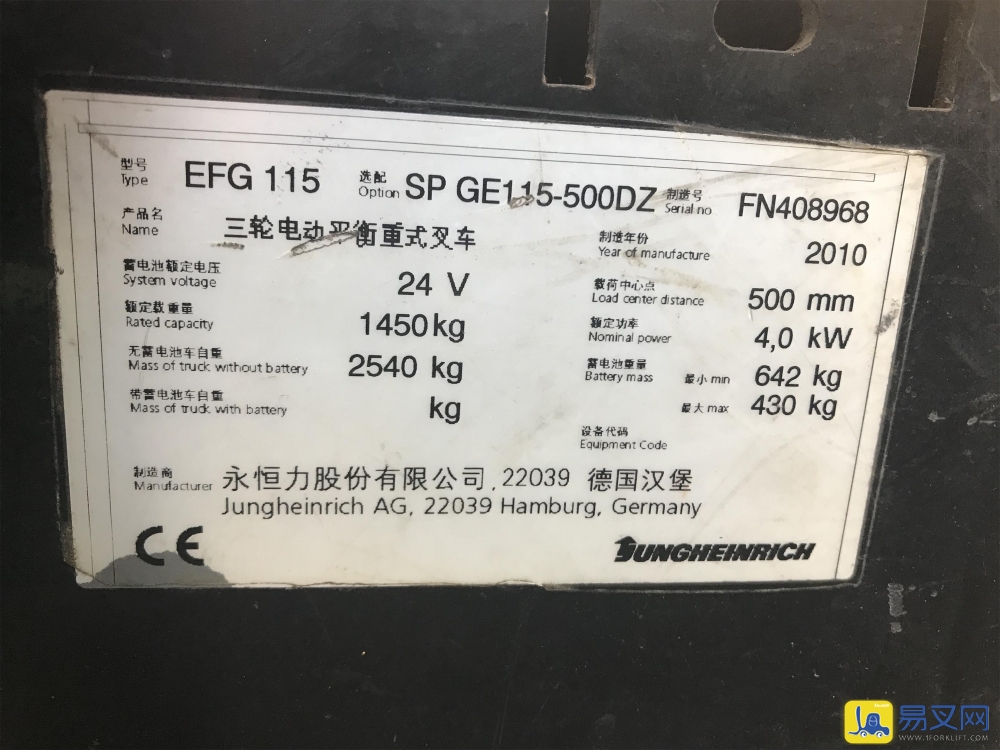 型号 Type EFG 115 选配 Option SP GE115-500DZ 制造号 Serial no FN408968
产品名 Name 三轮电动平衡重式叉车 制造年份 Year of manufacture 2010
蓄电池额定电压 System voltage 24 V 载荷中心点 Load center distance 500 mm
额定载重量 Rated capacity 1450kg 额定功率 Nominal power 4,0 kW
无蓄电池车自重 Mass of truck without battery 2540 kg 蓄电池重量 Battery mass 最小 min 642 kg
带蓄电池车自重 Mass of truck with battery kg 最大 max 430 kg
设备代码 Equipment Code
制造商 Manufacturer 永恒力股份有限公司, 22039 德国汉堡
Jungheinrich AG, 22039 Hamburg, Germany
CE JUNGHEINRICH
易叉网
WWW.1FORKLIFT.COM